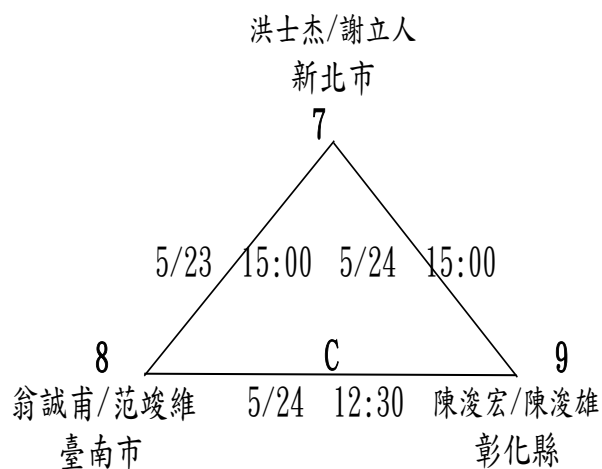 洪士杰/謝立人
新北市
7
5/23 15:00 5/24 15:00
8 C 9
翁誠甫/范峻維 5/24 12:30 陳浚宏/陳浚雄
臺南市 彰化縣